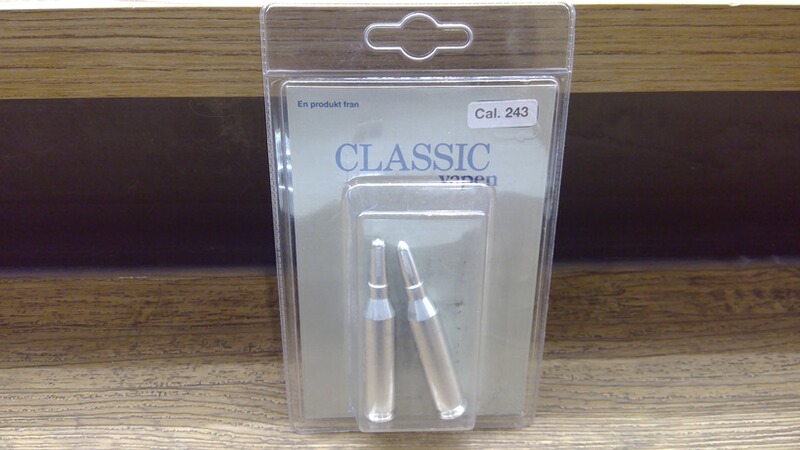 En produkt fran
Cal. 243
CLASSIC
vapen